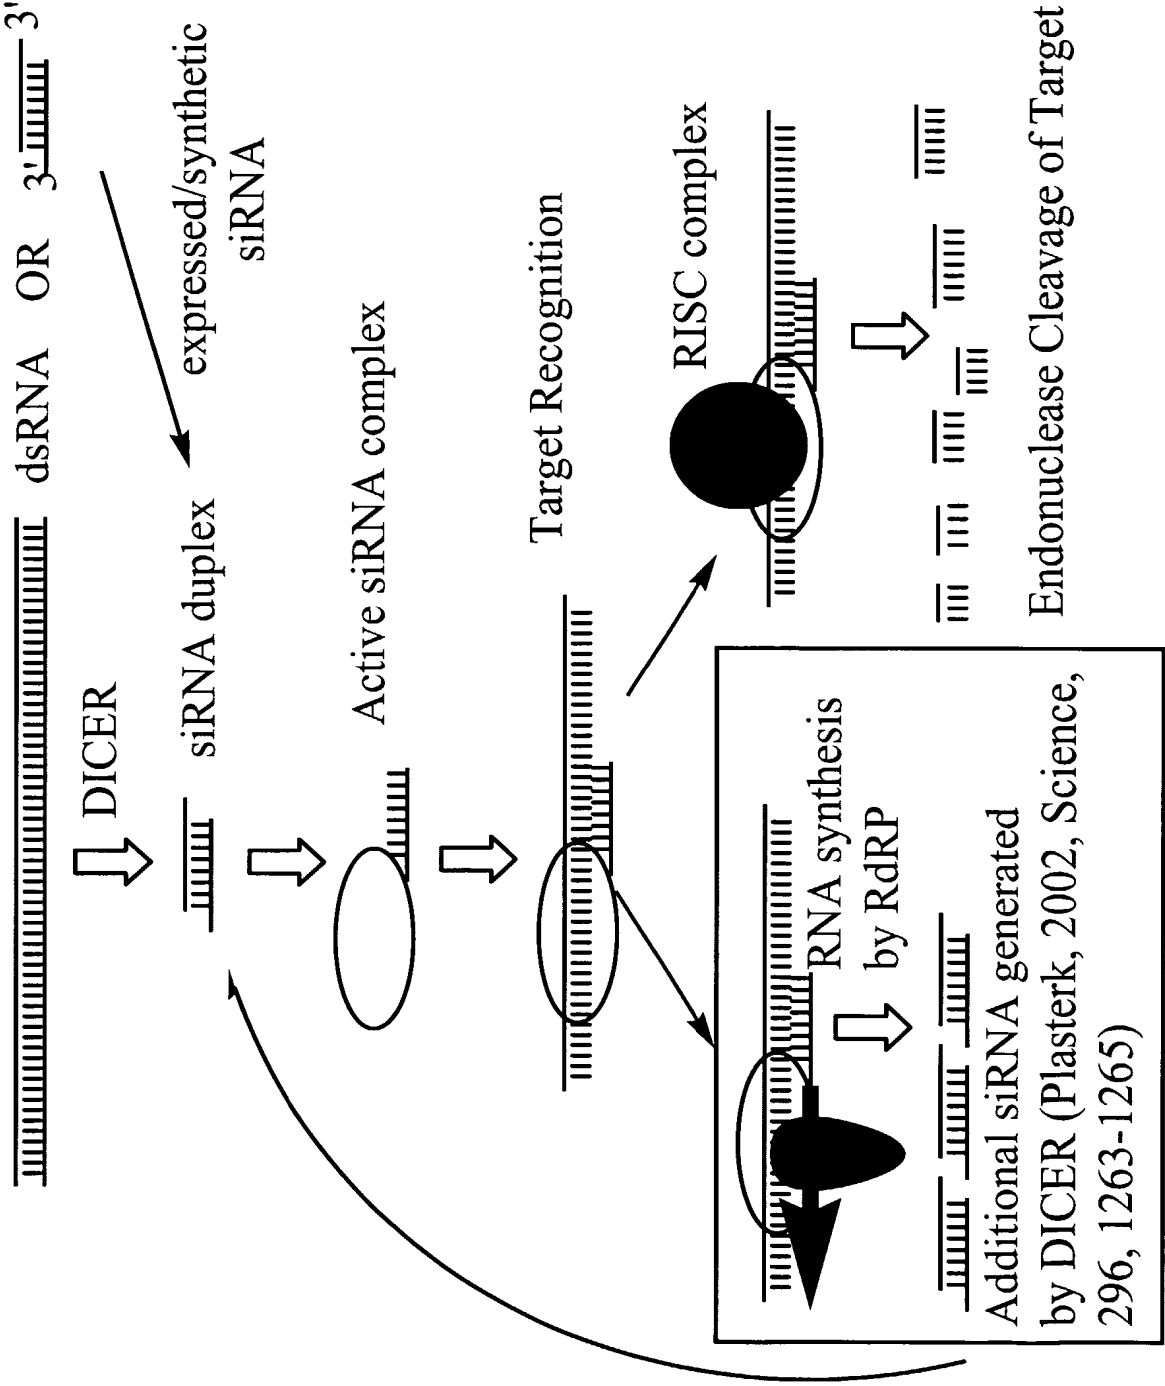 dsRNA OR 3' 3'
DICER
expressed/synthetic
siRNA
siRNA duplex
Active siRNA complex
Target Recognition
RISC complex
RNA synthesis
by RdRP
Additional siRNA generated
by DICER (Plasterk, 2002, Science,
296, 1263-1265)
Endonuclease Cleavage of Target